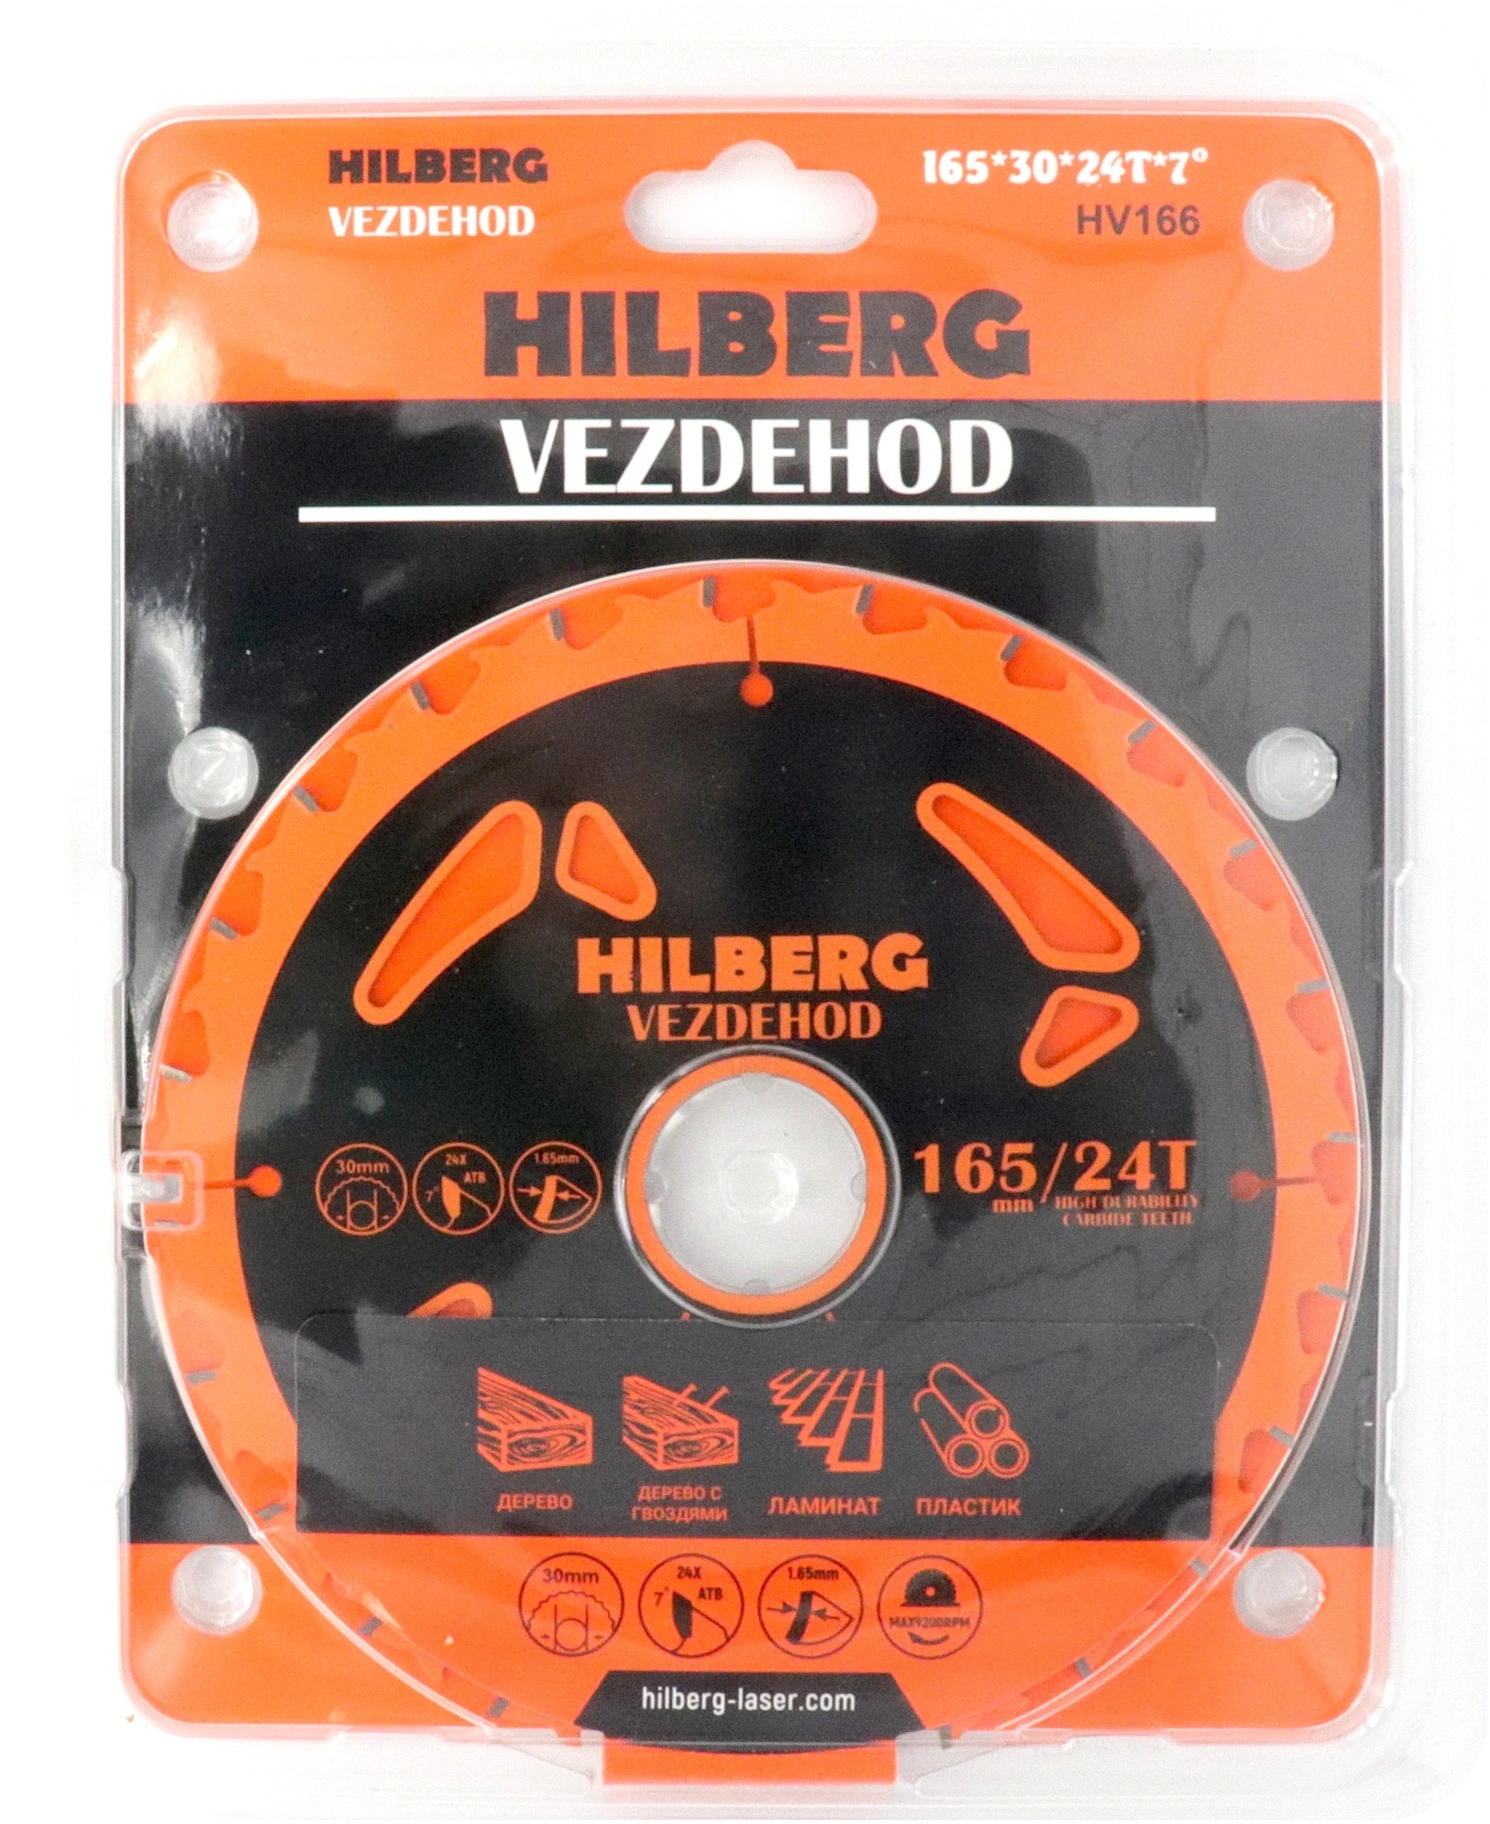 HILBERG
VEZDEHOD
165*30*24T*7°
HV166
HILBERG
VEZDEHOD
HILBERG
VEZDEHOD
30mm
24X
ATB
7°
1.65mm
165/24T
mm
HIGH DURABILITY
CARBIDE TEETH
ДЕРЕВО
ДЕРЕВО С
ГВОЗДЯМИ
ЛАМИНАТ
ПЛАСТИК
30mm
24X
ATB
7°
1.65mm
MAX9200RPM
hilberg-laser.com